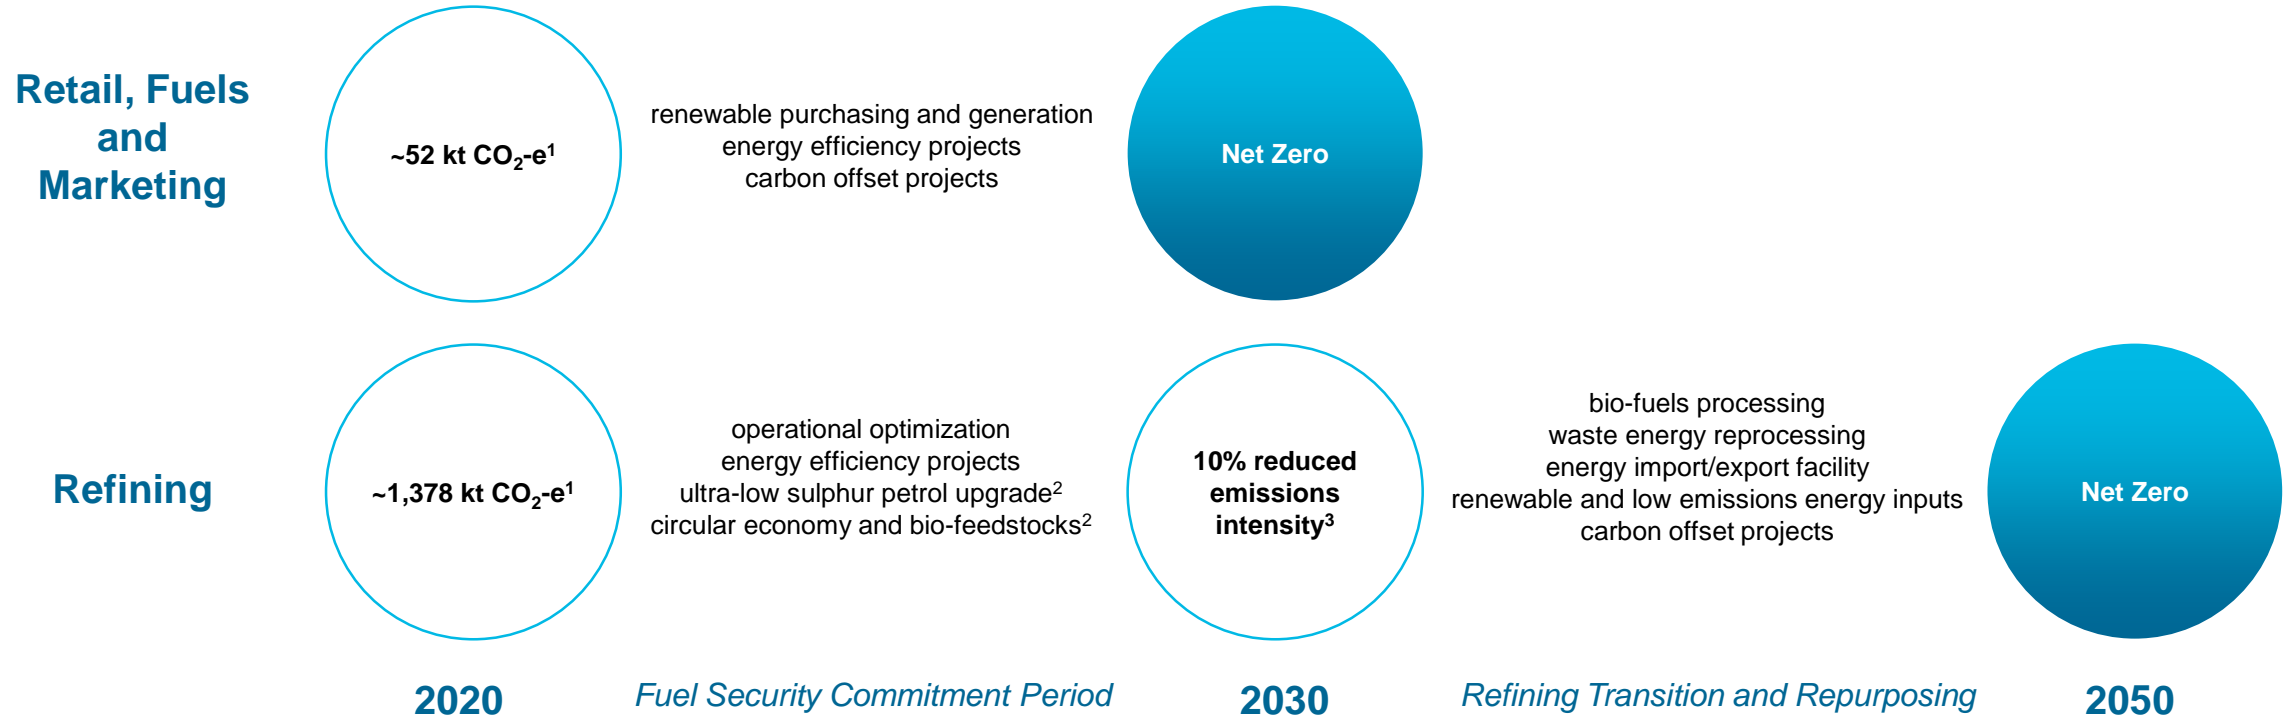 Retail, Fuels
and
Marketing
~52 kt CO₂-e¹
renewable purchasing and generation
energy efficiency projects
carbon offset projects
Net Zero
Refining
~1,378 kt CO₂-e¹
operational optimization
energy efficiency projects
ultra-low sulphur petrol upgrade²
circular economy and bio-feedstocks²
10% reduced
emissions
intensity³
bio-fuels processing
waste energy reprocessing
energy import/export facility
renewable and low emissions energy inputs
carbon offset projects
Net Zero
2020
Fuel Security Commitment Period
2030
Refining Transition and Repurposing
2050